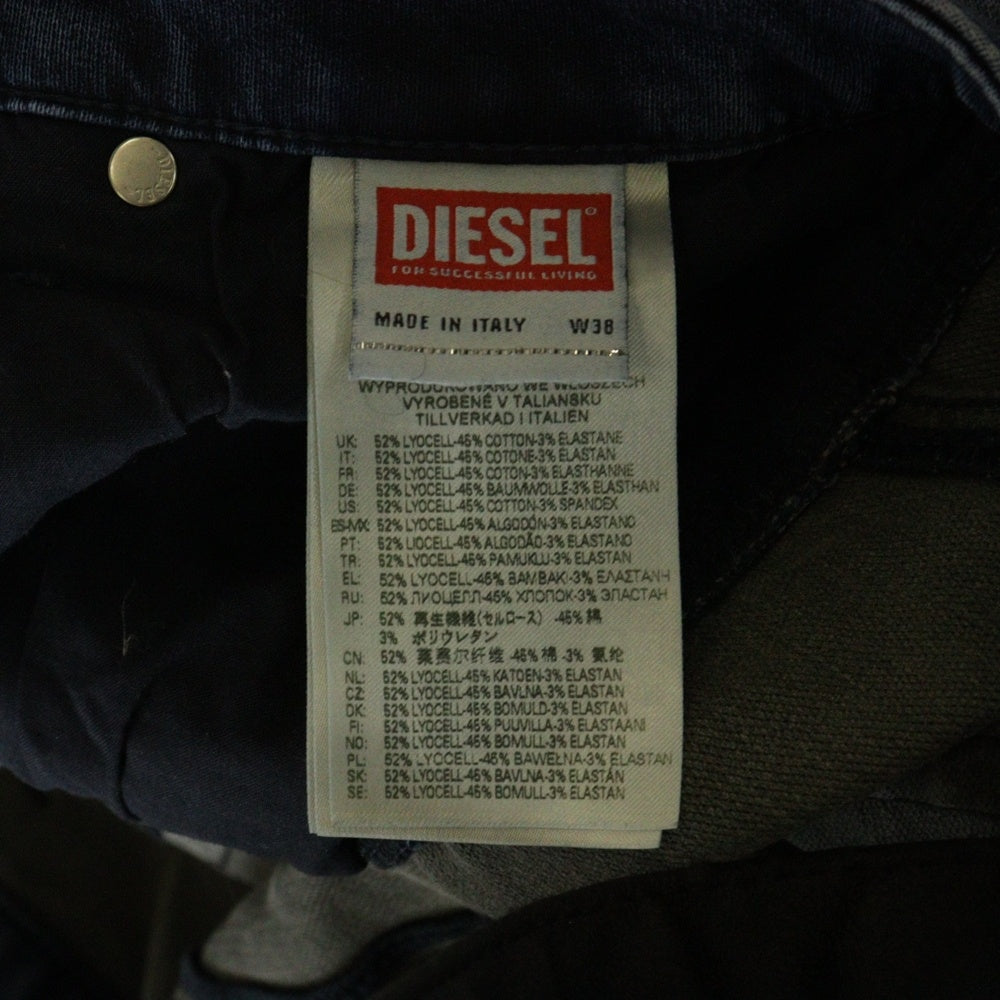 DIESEL
DIESEL°
FOR SUCCESSFUL LIVING
MADE IN ITALY W38
WYPRODUKOWANO WE WŁOSZECH
VYROBENÉ V TALIANSKU
TILLVERKAD I ITALIEN
UK: 52% LYOCELL-45% COTTON-3% ELASTANE
IT: 52% LYOCELL-45% COTONE-3% ELASTAN
FR: 52% LYOCELL-45% COTON-3% ELASTHANNE
DE: 52% LYOCELL-45% BAUMWOLLE-3% ELASTHAN
US: 52% LYOCELL-45% COTTON-3% SPANDEX
ES-MX: 52% LYOCELL-45% ALGODÓN-3% ELASTANO
PT: 52% LIOCELL-45% ALGODÃO-3% ELASTANO
TR: 52% LYOCELL-45% PAMUKLU-3% ELASTAN
EL: 52% LYOCELL-45% ΒΑΜΒΑΚΙ-3% ΕΛΑΣΤΑΝΗ
RU: 52% ЛИОЦЕЛЛ-45% ХЛОПОК-3% ЭЛАСТАН
JP: 52% 再生繊維(セルロース) -45% 綿
3% ポリウレタン
CN: 52% 莱赛尔纤维 -45% 棉 -3% 氨纶
NL: 52% LYOCELL-45% KATOEN-3% ELASTAN
CZ: 52% LYOCELL-45% BAVLNA-3% ELASTAN
DK: 52% LYOCELL-45% BOMULD-3% ELASTAN
FI: 52% LYOCELL-45% PUUVILLA-3% ELASTAANI
NO: 52% LYOCELL-45% BOMULL-3% ELASTAN
PL: 52% LYOCELL-45% BAWEŁNA-3% ELASTAN
SK: 52% LYOCELL-45% BAVLNA-3% ELASTÁN
SE: 52% LYOCELL-45% BOMULL-3% ELASTAN